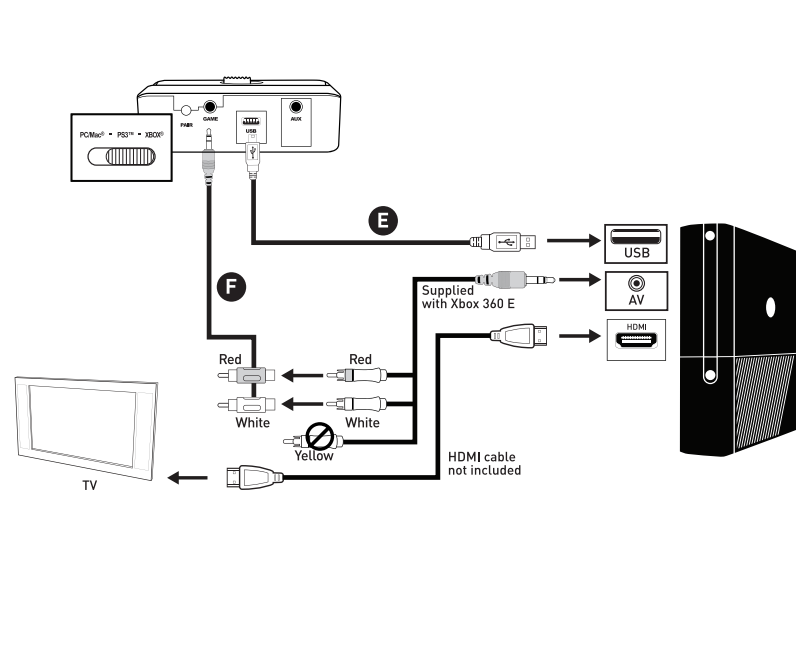 PAIR
GAME
USB
AUX
PC/Mac® - PS3™ - XBOX®
E
USB
Supplied
with Xbox 360 E
AV
F
HDMI
Red
Red
White
White
Yellow
HDMI cable
not included
TV